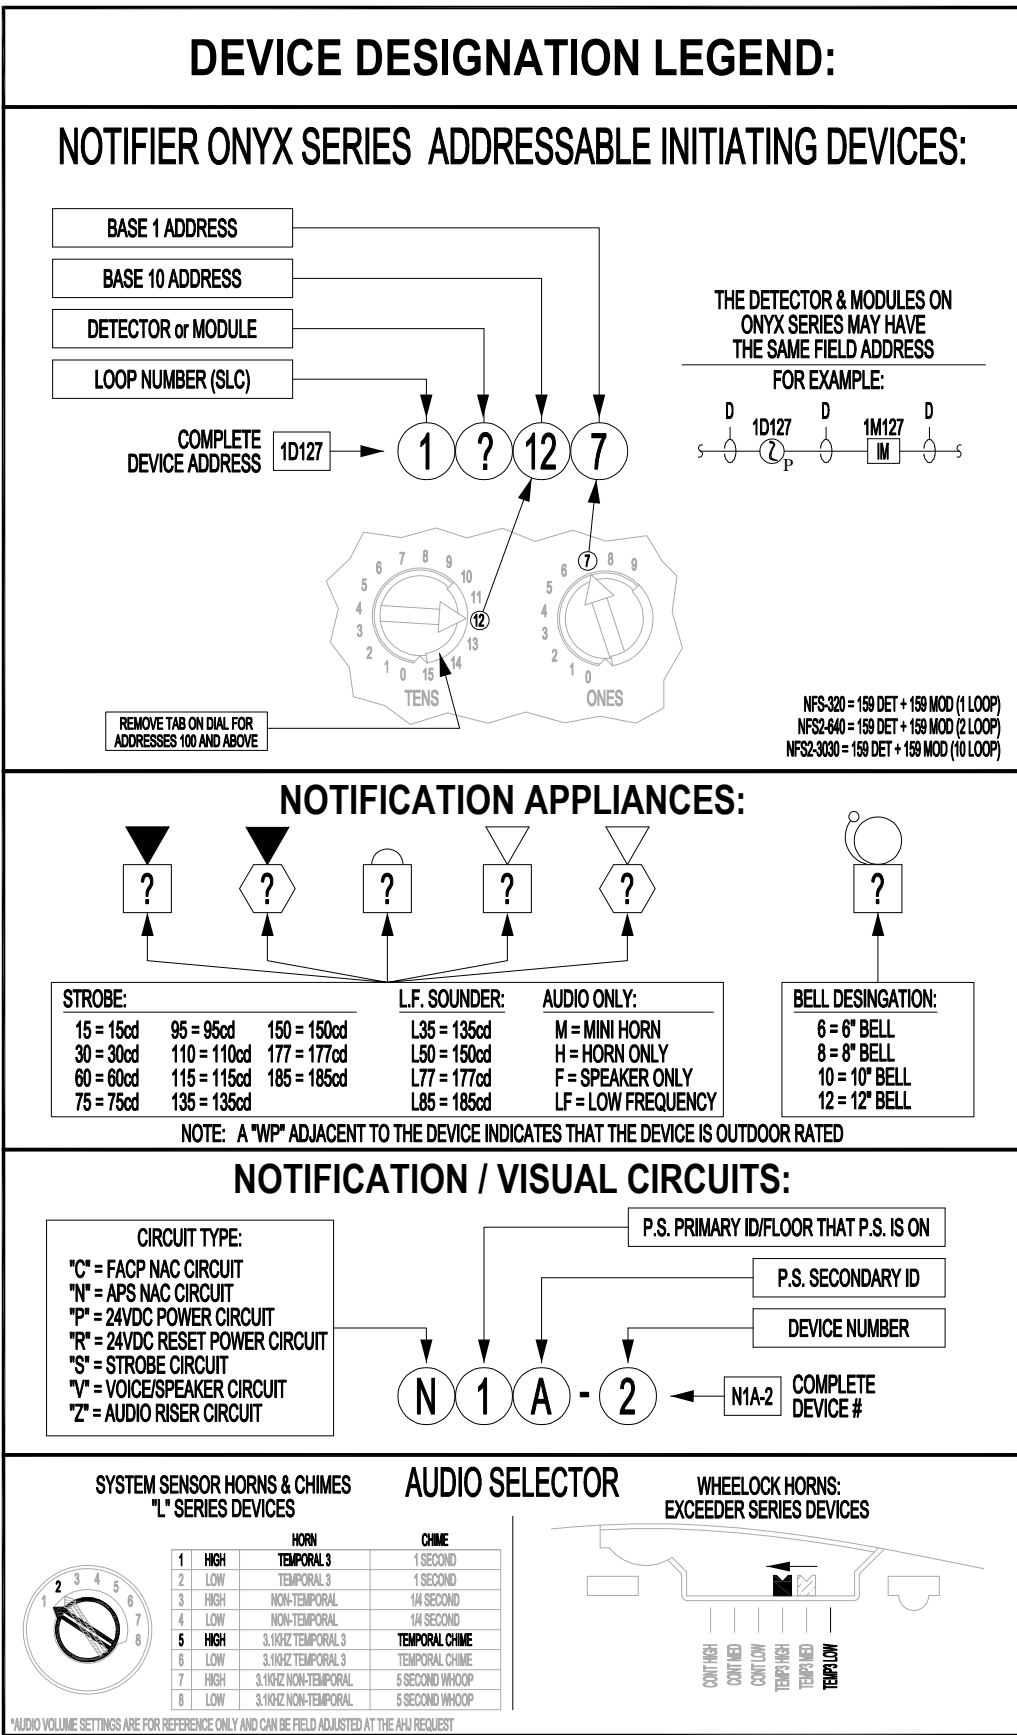 DEVICE DESIGNATION LEGEND:
NOTIFIER ONYX SERIES ADDRESSABLE INITIATING DEVICES:
BASE 1 ADDRESS
BASE 10 ADDRESS
DETECTOR or MODULE
LOOP NUMBER (SLC)
COMPLETE
DEVICE ADDRESS
1D127
1 ? 12 7
THE DETECTOR & MODULES ON
ONYX SERIES MAY HAVE
THE SAME FIELD ADDRESS
FOR EXAMPLE:
D 1D127 D 1M127 D
P IM
0 1 2 3 4 5 6 7 8 9 10 11 12 13 14 15
TENS
0 1 2 3 4 5 6 7 8 9
ONES
REMOVE TAB ON DIAL FOR
ADDRESSES 100 AND ABOVE
NFS-320 = 159 DET + 159 MOD (1 LOOP)
NFS2-640 = 159 DET + 159 MOD (2 LOOP)
NFS2-3030 = 159 DET + 159 MOD (10 LOOP)
NOTIFICATION APPLIANCES:
? ? ? ? ? ?
STROBE:
15 = 15cd 95 = 95cd 150 = 150cd
30 = 30cd 110 = 110cd 177 = 177cd
60 = 60cd 115 = 115cd 185 = 185cd
75 = 75cd 135 = 135cd
L.F. SOUNDER:
L35 = 135cd
L50 = 150cd
L77 = 177cd
L85 = 185cd
AUDIO ONLY:
M = MINI HORN
H = HORN ONLY
F = SPEAKER ONLY
LF = LOW FREQUENCY
BELL DESINGATION:
6 = 6" BELL
8 = 8" BELL
10 = 10" BELL
12 = 12" BELL
NOTE: A "WP" ADJACENT TO THE DEVICE INDICATES THAT THE DEVICE IS OUTDOOR RATED
NOTIFICATION / VISUAL CIRCUITS:
CIRCUIT TYPE:
"C" = FACP NAC CIRCUIT
"N" = APS NAC CIRCUIT
"P" = 24VDC POWER CIRCUIT
"R" = 24VDC RESET POWER CIRCUIT
"S" = STROBE CIRCUIT
"V" = VOICE/SPEAKER CIRCUIT
"Z" = AUDIO RISER CIRCUIT
P.S. PRIMARY ID/FLOOR THAT P.S. IS ON
P.S. SECONDARY ID
DEVICE NUMBER
N 1 A - 2
N1A-2
COMPLETE
DEVICE #
AUDIO SELECTOR
SYSTEM SENSOR HORNS & CHIMES
"L" SERIES DEVICES
1 2 3 4 5 6 7 8
HORN CHIME
1 HIGH TEMPORAL 3 1 SECOND
2 LOW TEMPORAL 3 1 SECOND
3 HIGH NON-TEMPORAL 1/4 SECOND
4 LOW NON-TEMPORAL 1/4 SECOND
5 HIGH 3.1KHZ TEMPORAL 3 TEMPORAL CHIME
6 LOW 3.1KHZ TEMPORAL 3 TEMPORAL CHIME
7 HIGH 3.1KHZ NON-TEMPORAL 5 SECOND WHOOP
8 LOW 3.1KHZ NON-TEMPORAL 5 SECOND WHOOP
WHEELOCK HORNS:
EXCEEDER SERIES DEVICES
CONT HIGH
CONT MED
CONT LOW
TEMP3 HIGH
TEMP3 MED
TEMP3 LOW
*AUDIO VOLUME SETTINGS ARE FOR REFERENCE ONLY AND CAN BE FIELD ADJUSTED AT THE AHJ REQUEST